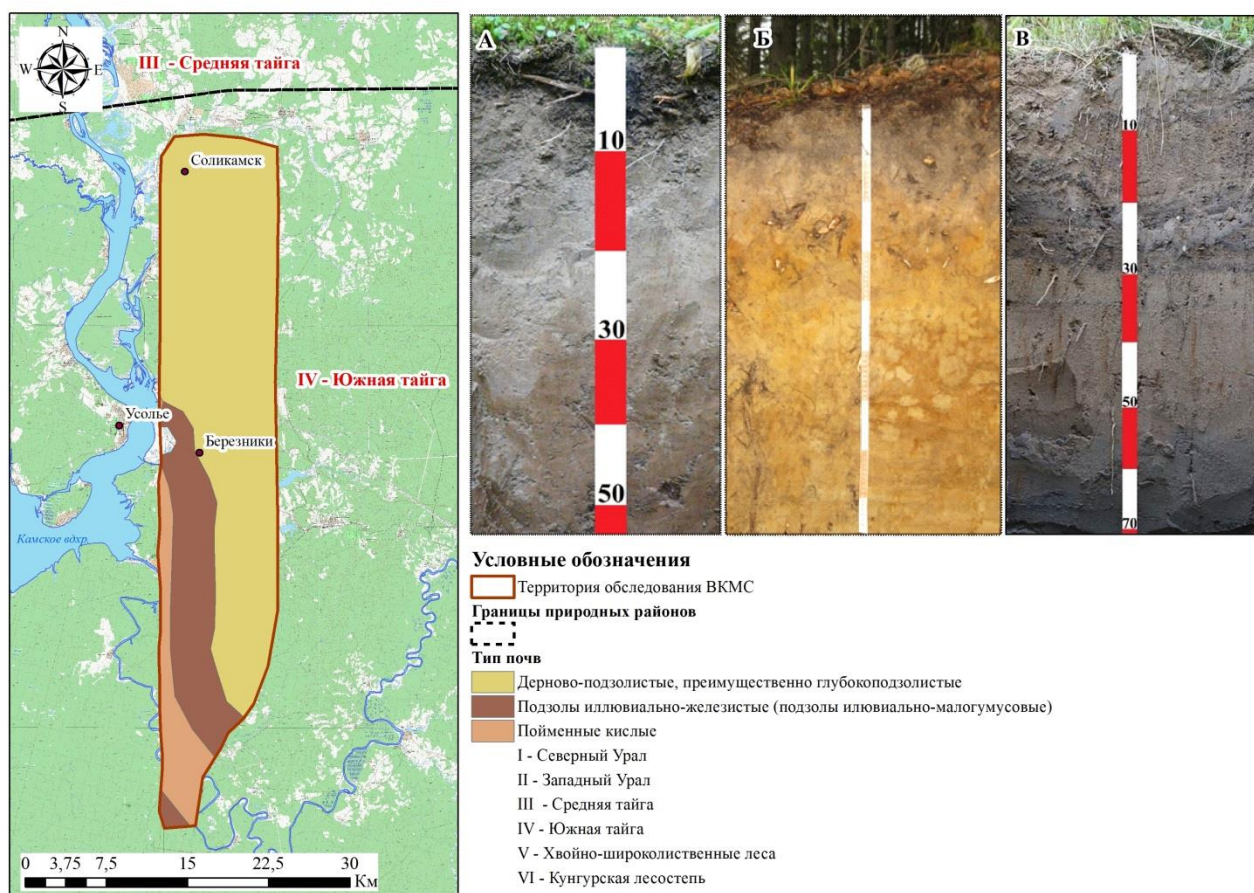 N
W
E
S
III - Средняя тайга
Соликамск
IV - Южная тайга
Усолье
Березники
Камское вдхр.
0 3,75 7,5 15 22,5 30
Км
А
10
30
50
Б
В
10
30
50
70
Условные обозначения
Территория обследования ВКМС
Границы природных районов
Тип почв
Дерново-подзолистые, преимущественно глубокоподзолистые
Подзолы иллювиально-железистые (подзолы илювиально-малогумусовые)
Пойменные кислые
I - Северный Урал
II - Западный Урал
III - Средняя тайга
IV - Южная тайга
V - Хвойно-широколиственные леса
VI - Кунгурская лесостепь